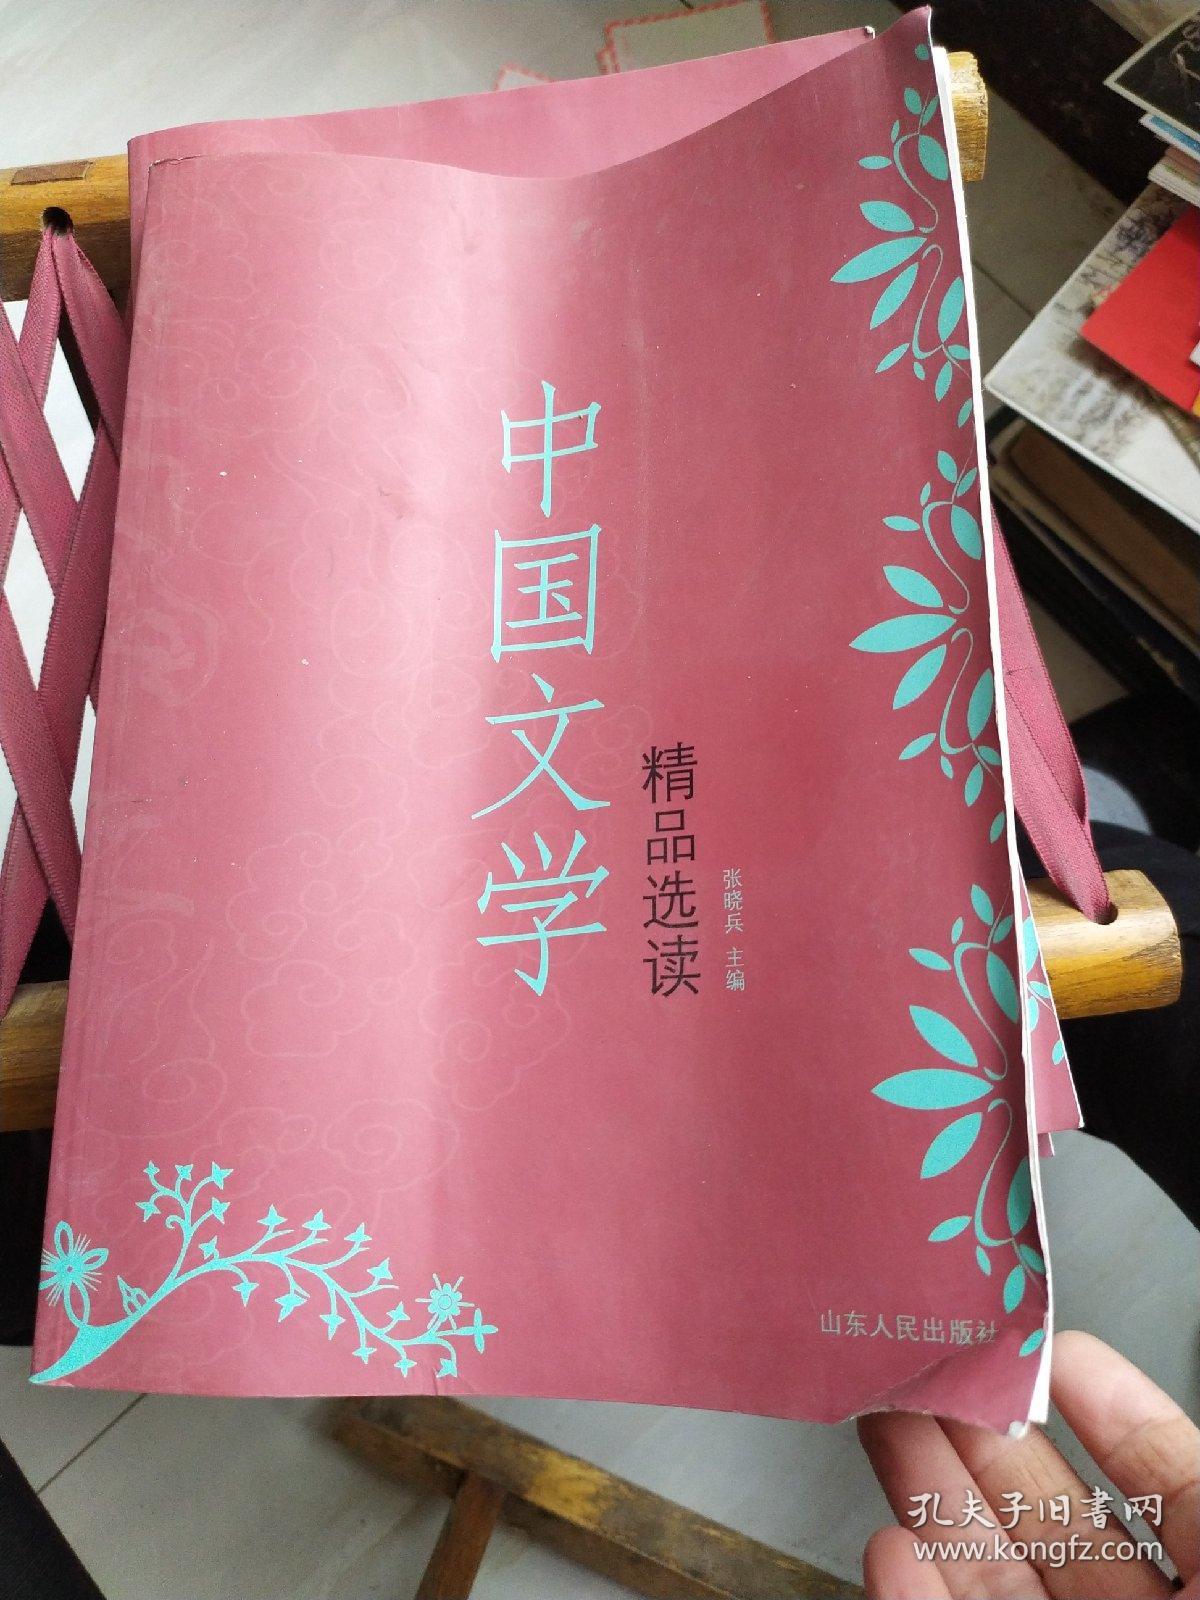 中国文学
精品选读
张晓兵 主编
山东人民出版社
孔夫子旧书网
www.kongfz.com